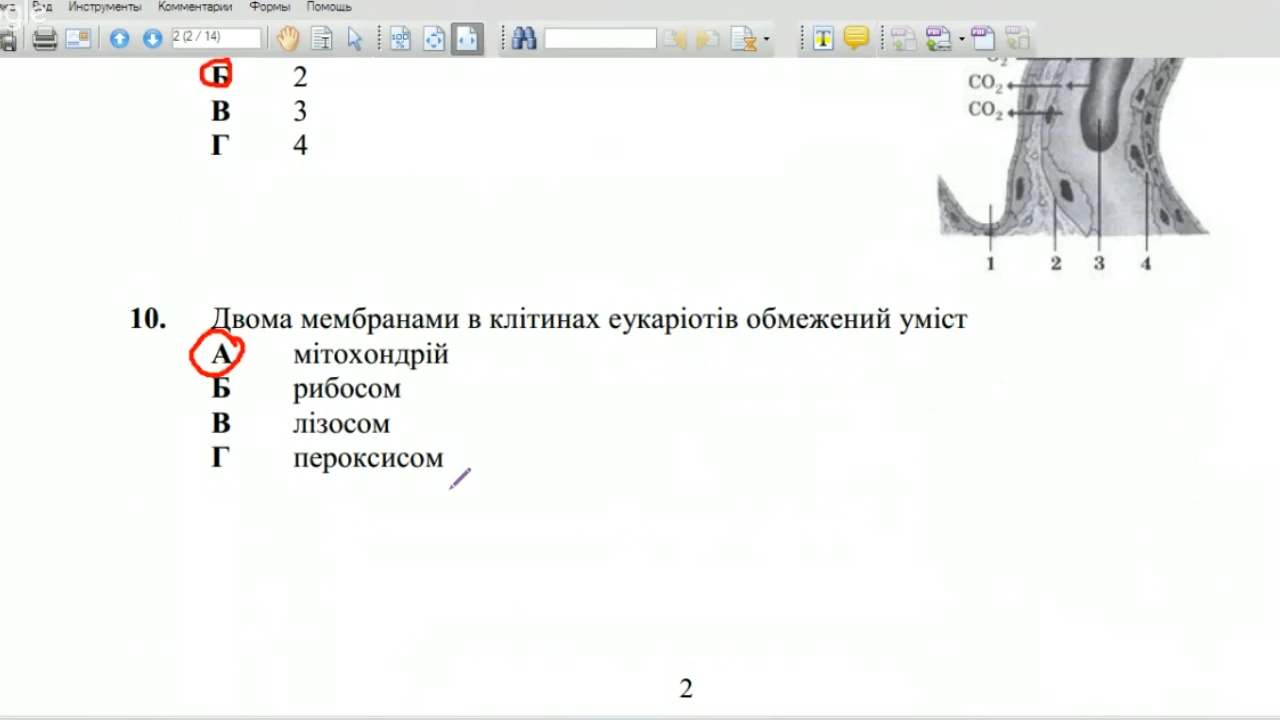 Вид Инструменты Комментарии Формы Помощь
2 (2 / 14)
Б 2
В 3
Г 4
CO2
CO2
1 2 3 4
10. Двома мембранами в клітинах еукаріотів обмежений уміст
А мітохондрій
Б рибосом
В лізосом
Г пероксисом
2